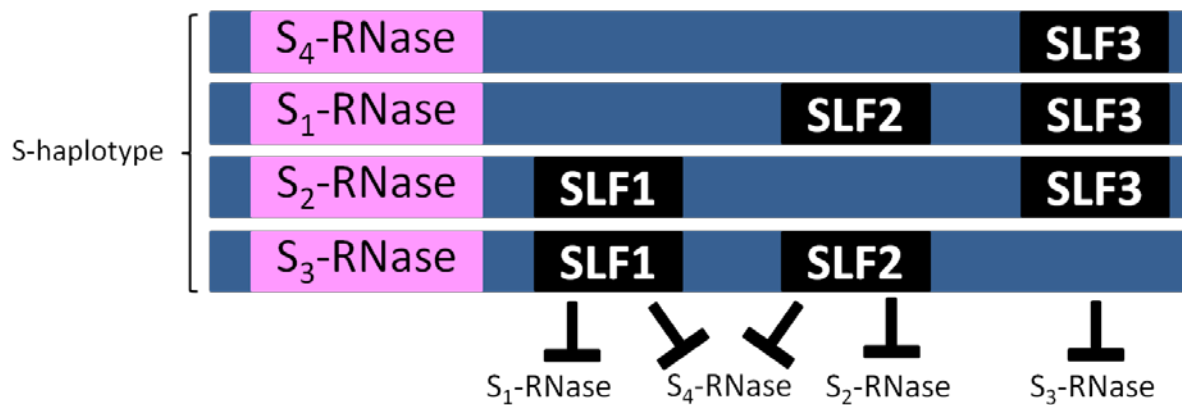 S₄-RNase SLF3
S₁-RNase SLF2 SLF3
S-haplotype
S₂-RNase SLF1 SLF3
S₃-RNase SLF1 SLF2
S₁-RNase S₄-RNase S₂-RNase S₃-RNase